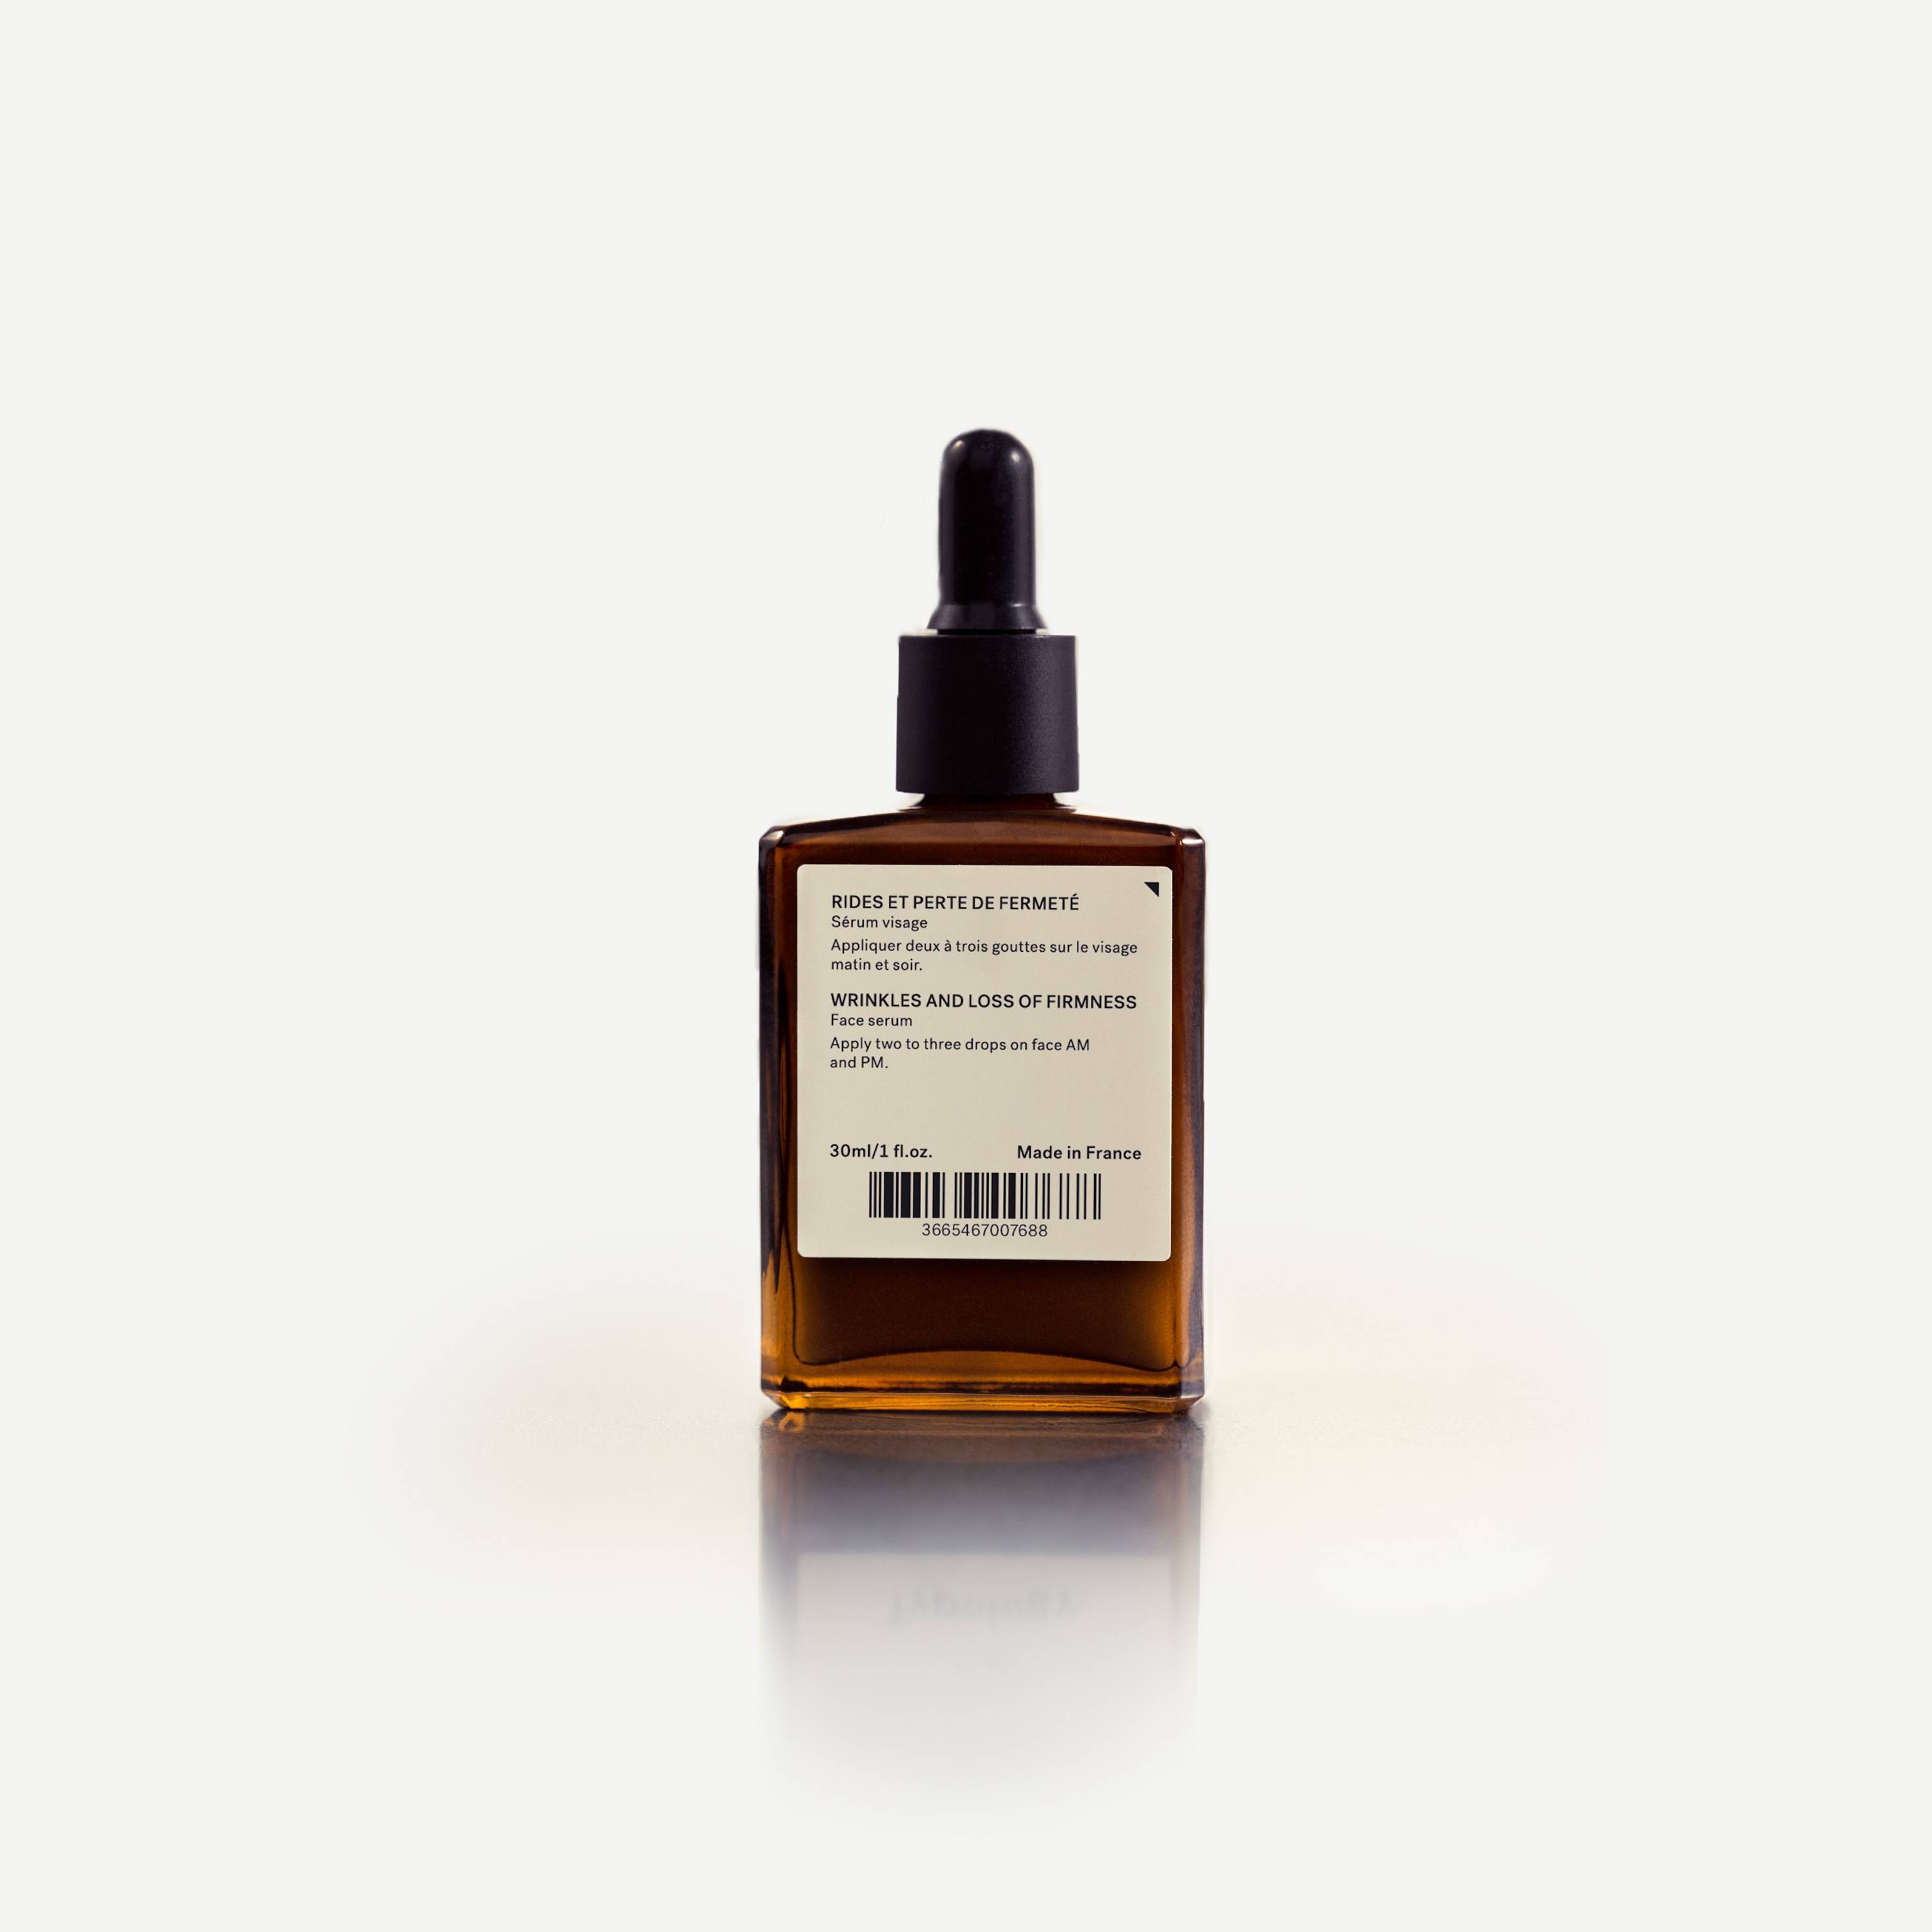 RIDES ET PERTE DE FERMETÉ
Sérum visage
Appliquer deux à trois gouttes sur le visage
matin et soir.
WRINKLES AND LOSS OF FIRMNESS
Face serum
Apply two to three drops on face AM
and PM.
30ml/1 fl.oz. Made in France
3665467007688